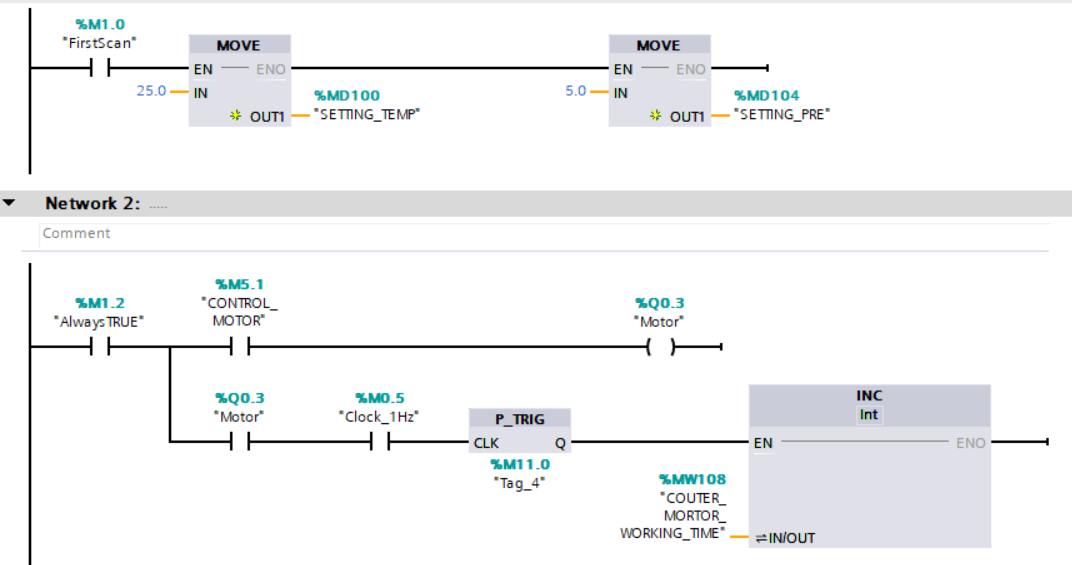 %M1.0
"FirstScan"
MOVE
EN ENO
25.0 IN
OUT1
%MD100
"SETTING_TEMP"
MOVE
EN ENO
5.0 IN
OUT1
%MD104
"SETTING_PRE"
Network 2: .....
Comment
%M1.2
"AlwaysTRUE"
%M5.1
"CONTROL_
MOTOR"
%Q0.3
"Motor"
%Q0.3
"Motor"
%M0.5
"Clock_1Hz"
P_TRIG
CLK Q
%M11.0
"Tag_4"
INC
Int
EN ENO
%MW108
"COUTER_
MORTOR_
WORKING_TIME"
IN/OUT